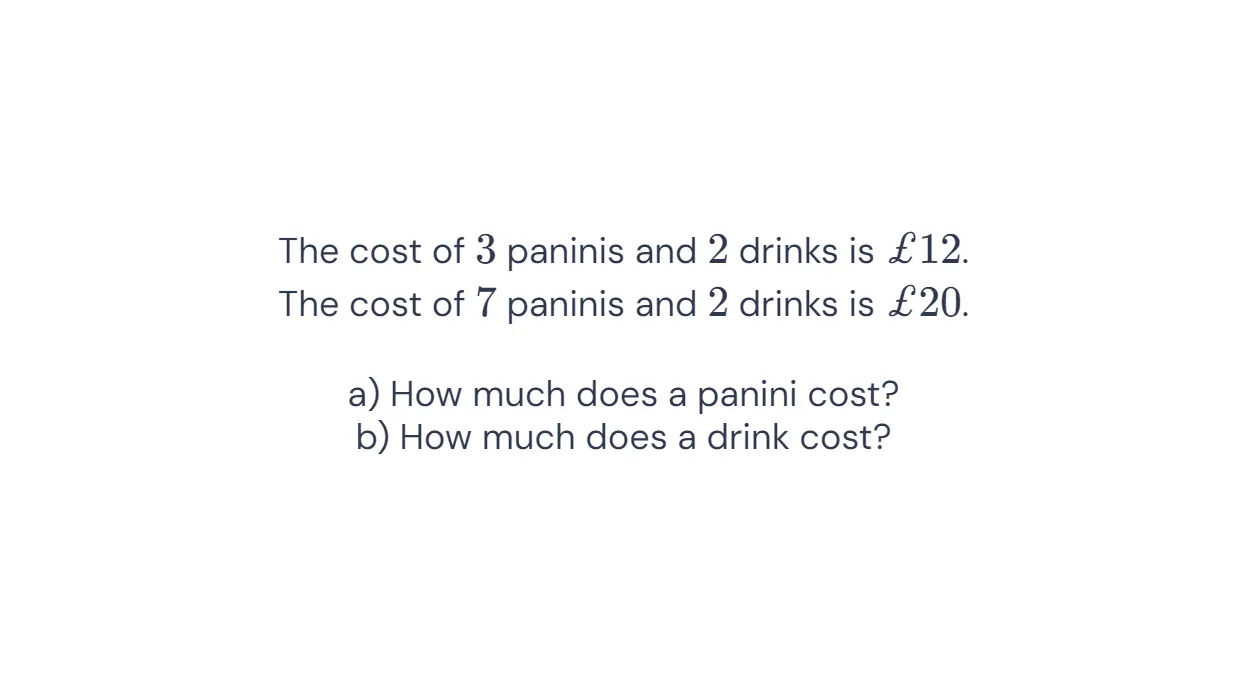 The cost of 3 paninis and 2 drinks is £12.
The cost of 7 paninis and 2 drinks is £20.
a) How much does a panini cost?
b) How much does a drink cost?